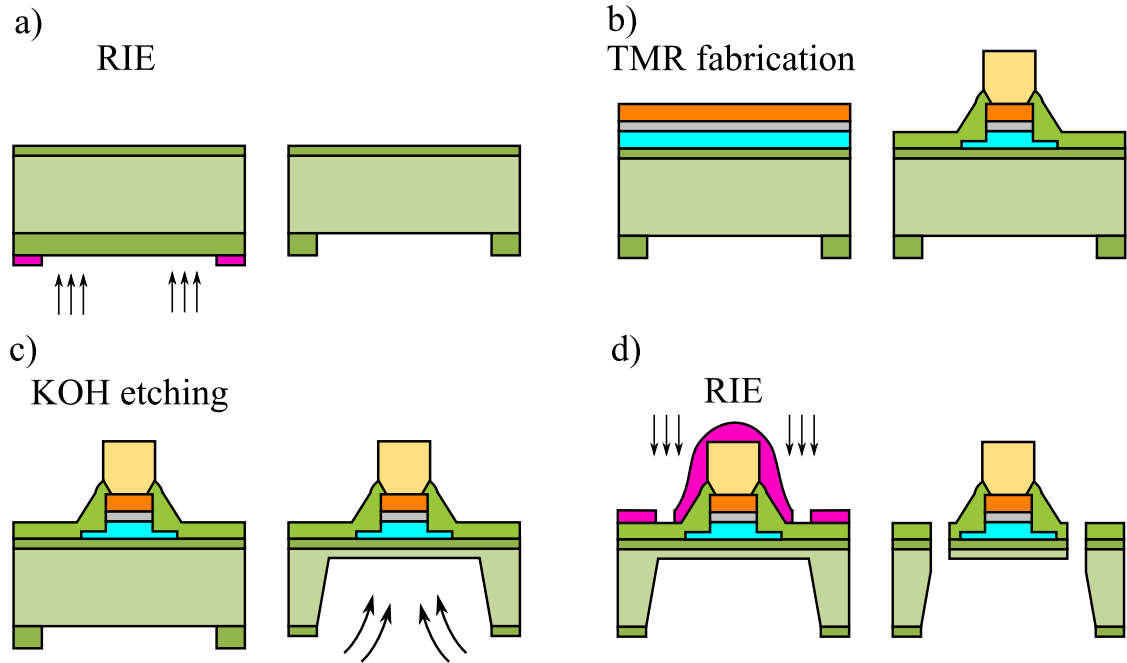 a)
RIE
b)
TMR fabrication
c)
KOH etching
d)
RIE